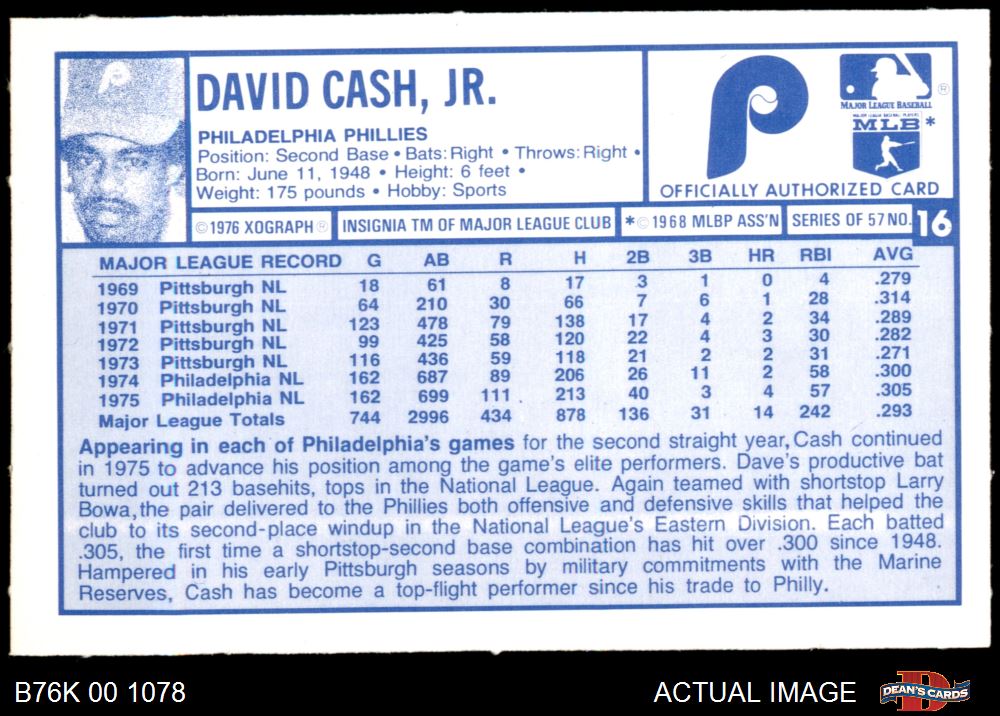 DAVID CASH, JR.
PHILADELPHIA PHILLIES
Position: Second Base • Bats: Right • Throws: Right •
Born: June 11, 1948 • Height: 6 feet •
Weight: 175 pounds • Hobby: Sports
P
P
MAJOR LEAGUE BASEBALL ®
MAJOR LEAGUE BASEBALL PLAYERS
MLB *
OFFICIALLY AUTHORIZED CARD
© 1976 XOGRAPH ® INSIGNIA TM OF MAJOR LEAGUE CLUB * © 1968 MLBP ASS'N SERIES OF 57 NO. 16
MAJOR LEAGUE RECORD G AB R H 2B 3B HR RBI AVG
1969 Pittsburgh NL 18 61 8 17 3 1 0 4 .279
1970 Pittsburgh NL 64 210 30 66 7 6 1 28 .314
1971 Pittsburgh NL 123 478 79 138 17 4 2 34 .289
1972 Pittsburgh NL 99 425 58 120 22 4 3 30 .282
1973 Pittsburgh NL 116 436 59 118 21 2 2 31 .271
1974 Philadelphia NL 162 687 89 206 26 11 2 58 .300
1975 Philadelphia NL 162 699 111 213 40 3 4 57 .305
Major League Totals 744 2996 434 878 136 31 14 242 .293
Appearing in each of Philadelphia's games for the second straight year, Cash continued
in 1975 to advance his position among the game's elite performers. Dave's productive bat
turned out 213 basehits, tops in the National League. Again teamed with shortstop Larry
Bowa, the pair delivered to the Phillies both offensive and defensive skills that helped the
club to its second-place windup in the National League's Eastern Division. Each batted
.305, the first time a shortstop-second base combination has hit over .300 since 1948.
Hampered in his early Pittsburgh seasons by military commitments with the Marine
Reserves, Cash has become a top-flight performer since his trade to Philly.
B76K 00 1078 ACTUAL IMAGE DEAN'S CARDS